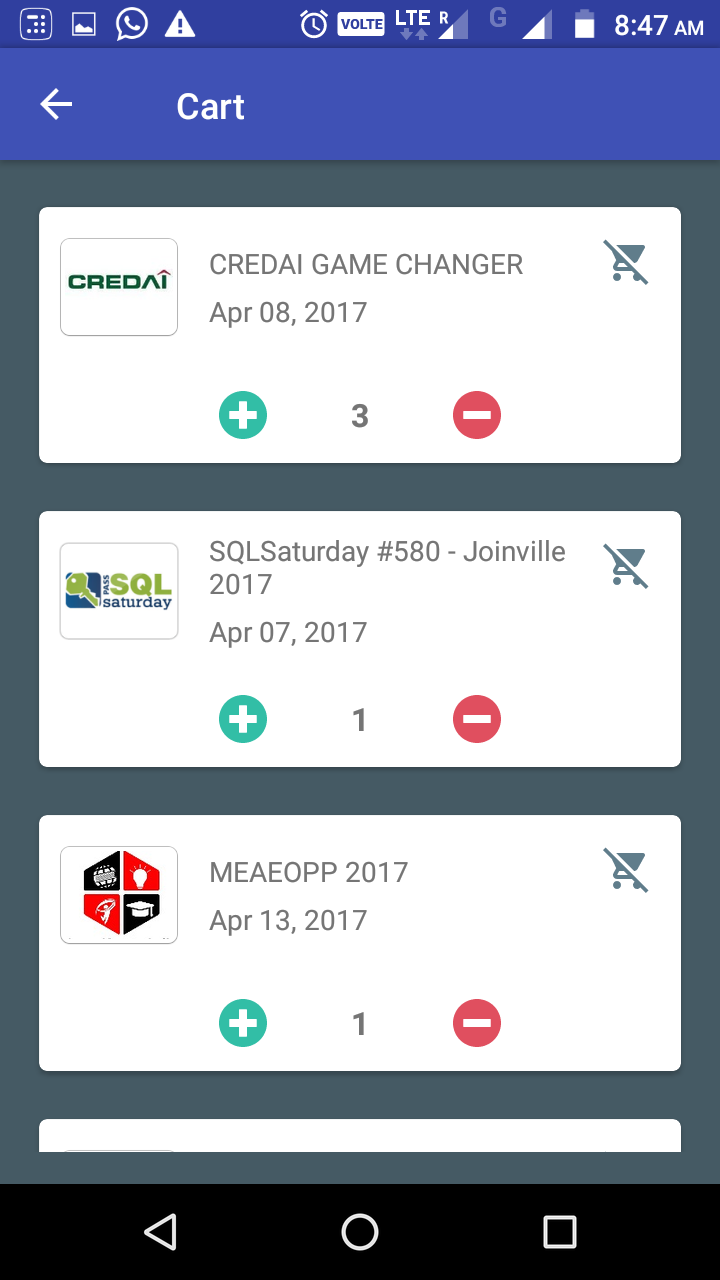 VOLTE LTE R G 8:47 AM
Cart
CREDAI
CREDAI GAME CHANGER
Apr 08, 2017
3
PASS SQL
saturday
SQLSaturday #580 - Joinville
2017
Apr 07, 2017
1
MEAEOPP 2017
Apr 13, 2017
1